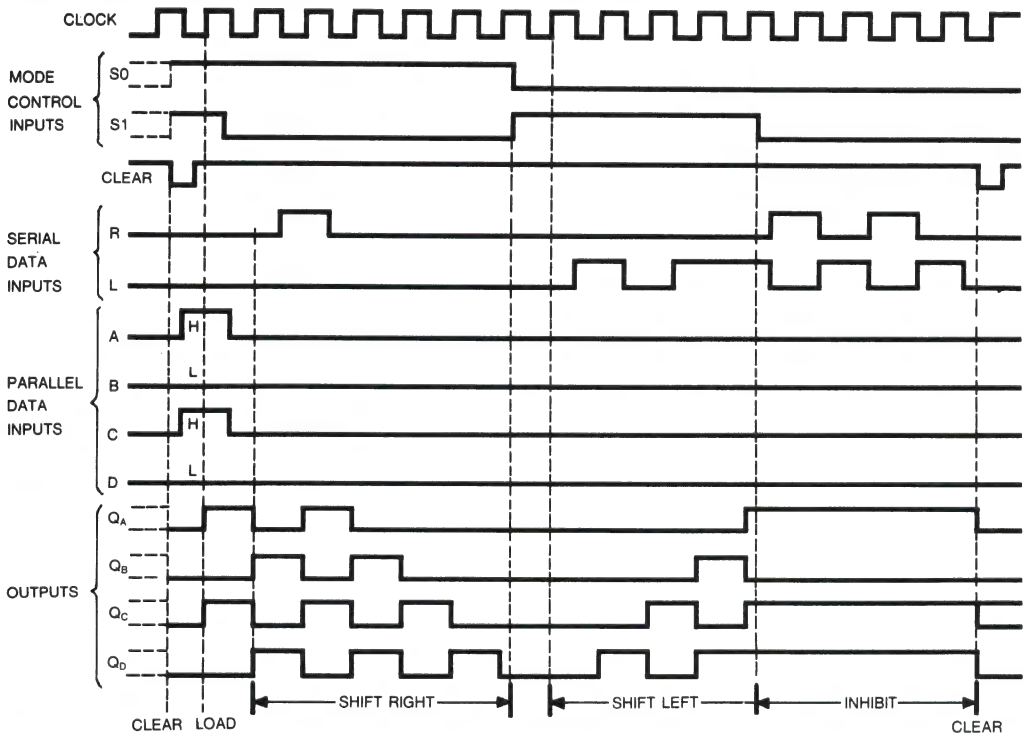 CLOCK
MODE
CONTROL
INPUTS
S0
S1
CLEAR
SERIAL
DATA
INPUTS
R
L
PARALLEL
DATA
INPUTS
A
H
B
L
C
H
D
L
OUTPUTS
QA
QB
QC
QD
SHIFT RIGHT
SHIFT LEFT
INHIBIT
CLEAR
LOAD
CLEAR